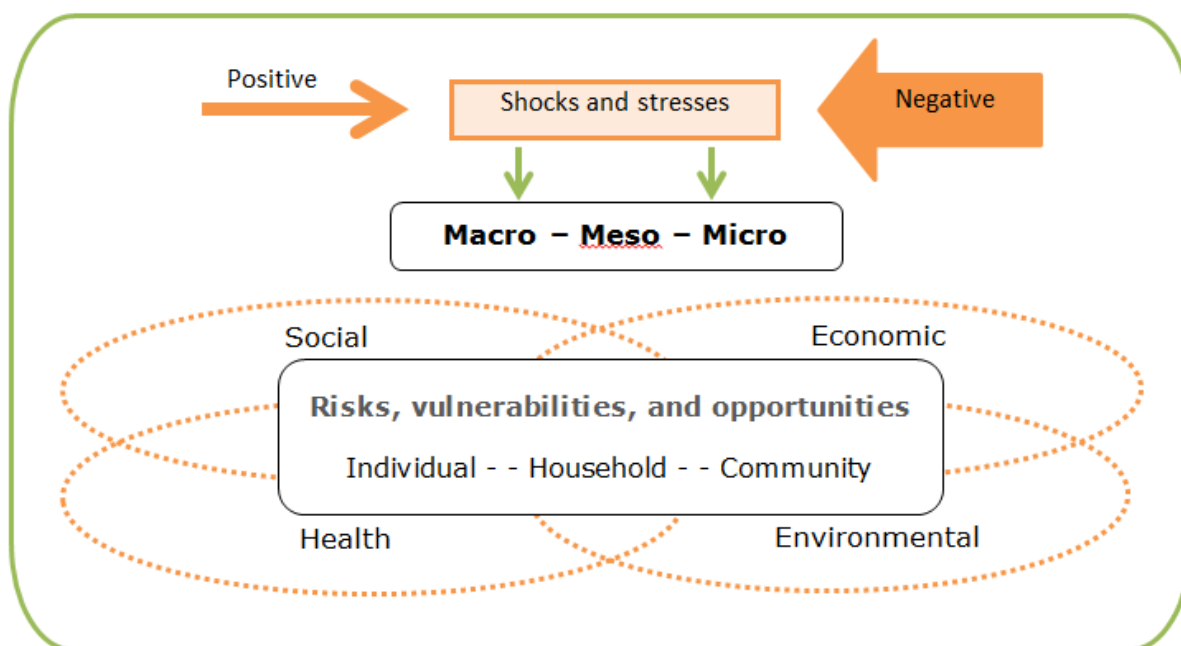 Positive
Shocks and stresses
Negative
Macro – Meso – Micro
Social
Economic
Risks, vulnerabilities, and opportunities
Individual - - Household - - Community
Health
Environmental